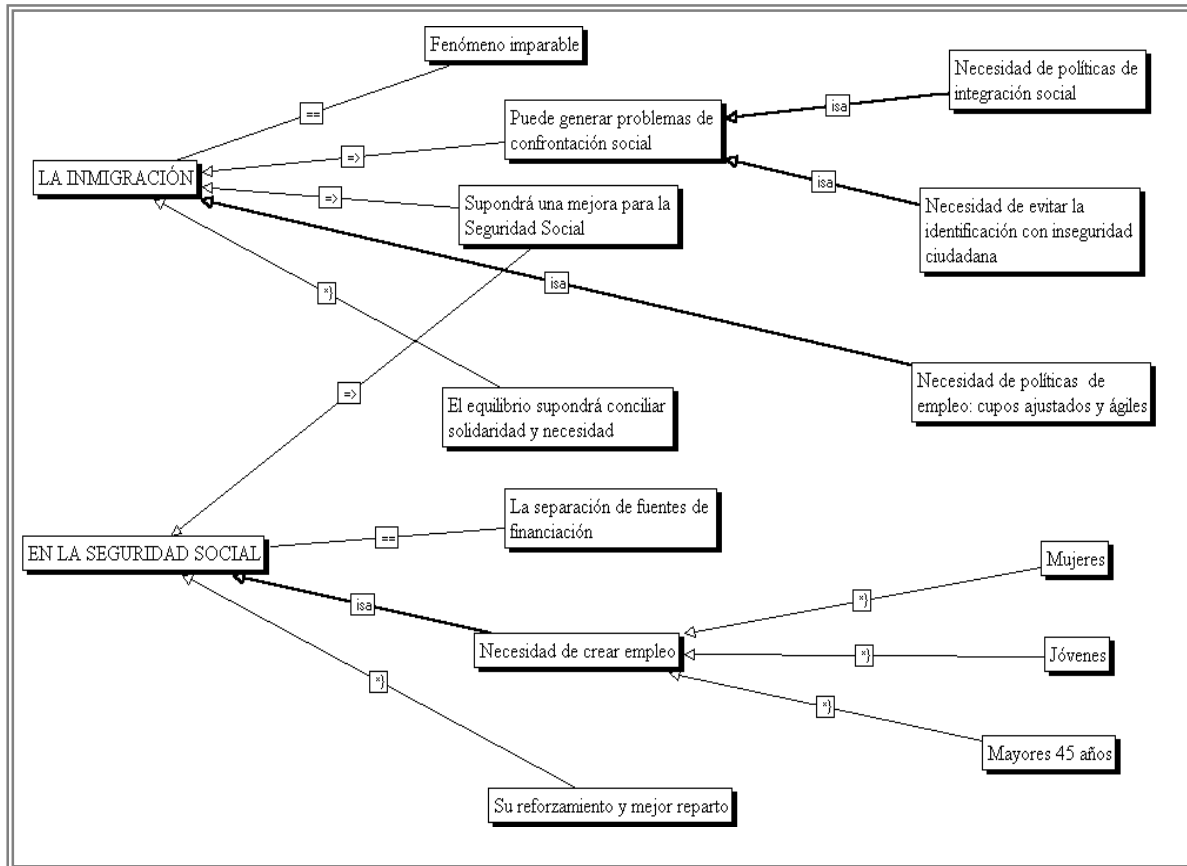 Fenómeno imparable
==
Necesidad de políticas de
integración social
isa
Puede generar problemas de
confrontación social
=>
isa
LA INMIGRACIÓN
=>
Supondrá una mejora para la
Seguridad Social
Necesidad de evitar la
identificación con inseguridad
ciudadana
*}
isa
=>
El equilibrio supondrá conciliar
solidaridad y necesidad
Necesidad de políticas de
empleo: cupos ajustados y ágiles
La separación de fuentes de
financiación
==
EN LA SEGURIDAD SOCIAL
Mujeres
*}
isa
Necesidad de crear empleo
*}
Jóvenes
*}
*}
Mayores 45 años
Su reforzamiento y mejor reparto